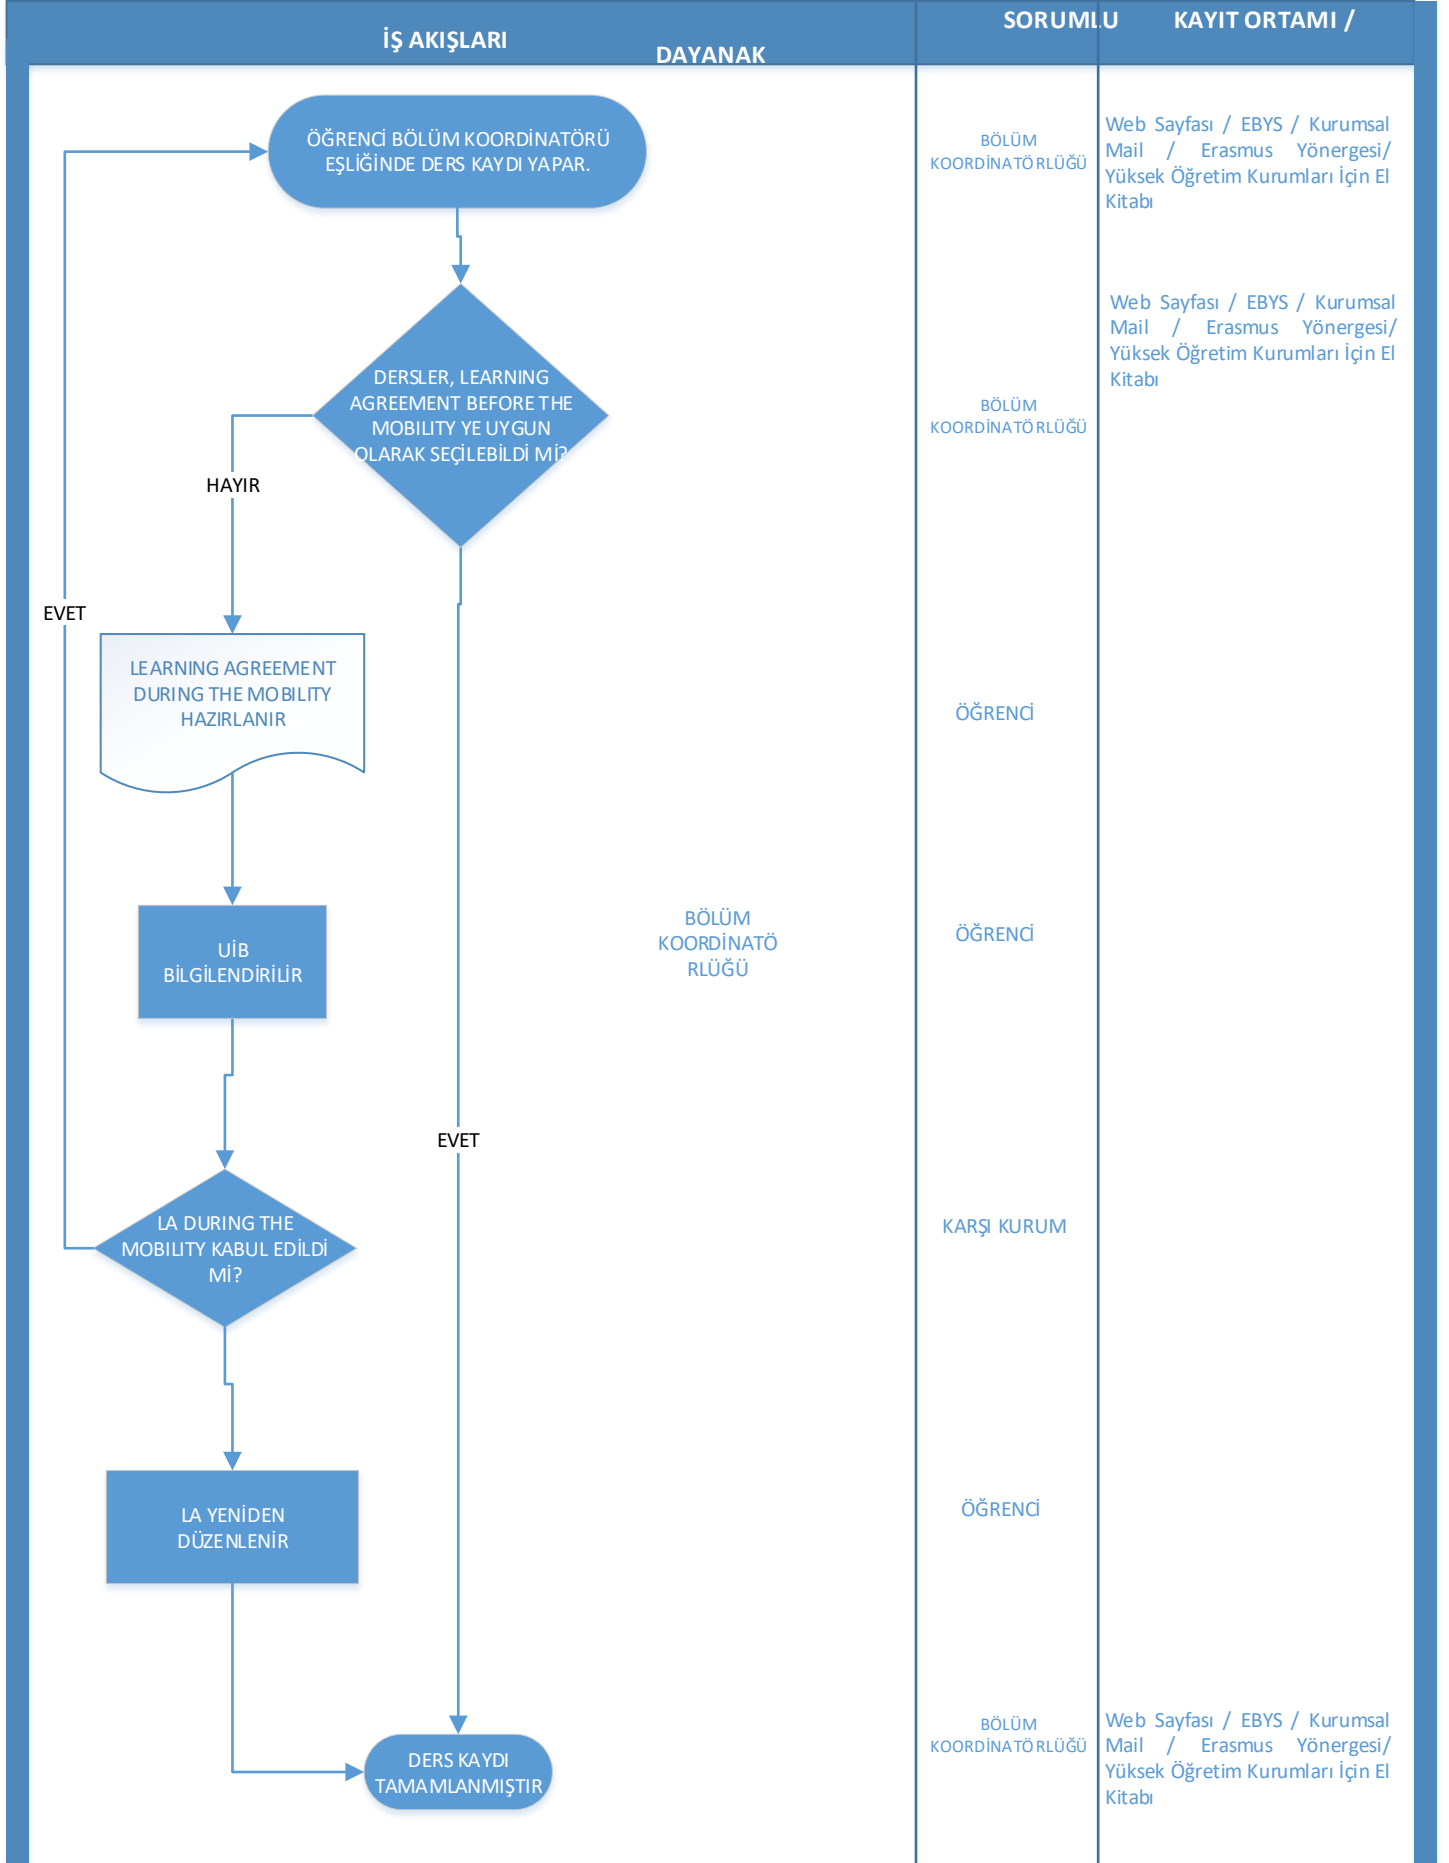 İŞ AKIŞLARI
DAYANAK
SORUMLU
KAYIT ORTAMI /
ÖĞRENCİ BÖLÜM KOORDİNATÖRÜ
EŞLİĞİNDE DERS KAYDI YAPAR.
BÖLÜM
KOORDİNATÖRLÜĞÜ
Web Sayfası / EBYS / Kurumsal
Mail / Erasmus Yönergesi/
Yüksek Öğretim Kurumları İçin El
Kitabı
Web Sayfası / EBYS / Kurumsal
Mail / Erasmus Yönergesi/
Yüksek Öğretim Kurumları İçin El
Kitabı
DERSLER, LEARNING
AGREEMENT BEFORE THE
MOBILITY YE UYGUN
OLARAK SEÇİLEBİLDİ Mİ?
BÖLÜM
KOORDİNATÖRLÜĞÜ
HAYIR
EVET
LEARNING AGREEMENT
DURING THE MOBILITY
HAZIRLANIR
ÖĞRENCİ
UİB
BİLGİLENDİRİLİR
BÖLÜM
KOORDİNATÖ
RLÜĞÜ
ÖĞRENCİ
EVET
LA DURING THE
MOBILITY KABUL EDİLDİ
Mİ?
KARŞI KURUM
LA YENİDEN
DÜZENLENİR
ÖĞRENCİ
DERS KAYDI
TAMAMLANMIŞTIR
BÖLÜM
KOORDİNATÖRLÜĞÜ
Web Sayfası / EBYS / Kurumsal
Mail / Erasmus Yönergesi/
Yüksek Öğretim Kurumları İçin El
Kitabı